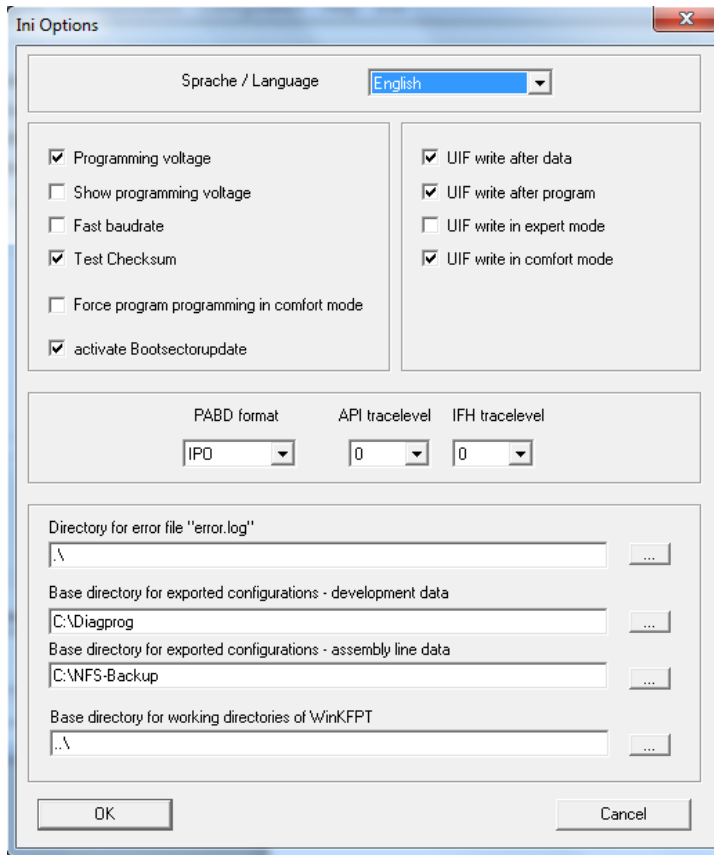 Ini Options
Sprache / Language
English
Programming voltage
Show programming voltage
Fast baudrate
Test Checksum
Force program programming in comfort mode
activate Bootsectorupdate
UIF write after data
UIF write after program
UIF write in expert mode
UIF write in comfort mode
PABD format API tracelevel IFH tracelevel
IPO 0 0
Directory for error file "error.log"
.\
...
Base directory for exported configurations - development data
C:\Diagprog
...
Base directory for exported configurations - assembly line data
C:\NFS-Backup
...
Base directory for working directories of WinKFPT
..\
...
OK Cancel